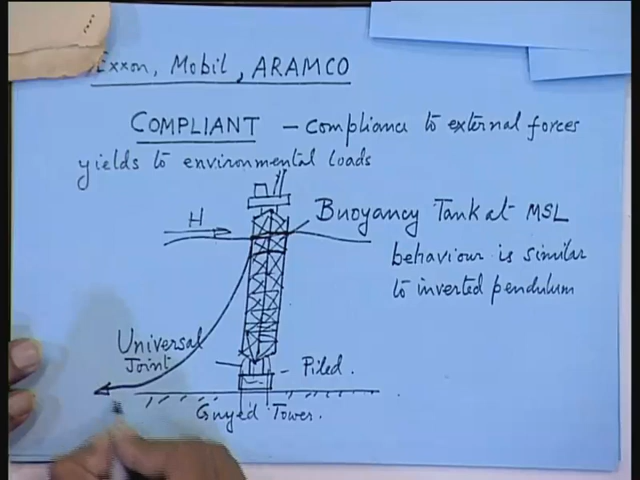 Exxon, Mobil, ARAMCO
COMPLIANT – Compliance to external forces
yields to environmental loads
H
Buoyancy Tank at MSL
behaviour is similar
to inverted pendulum
Universal
Joint
– Piled.
Guyed Tower.